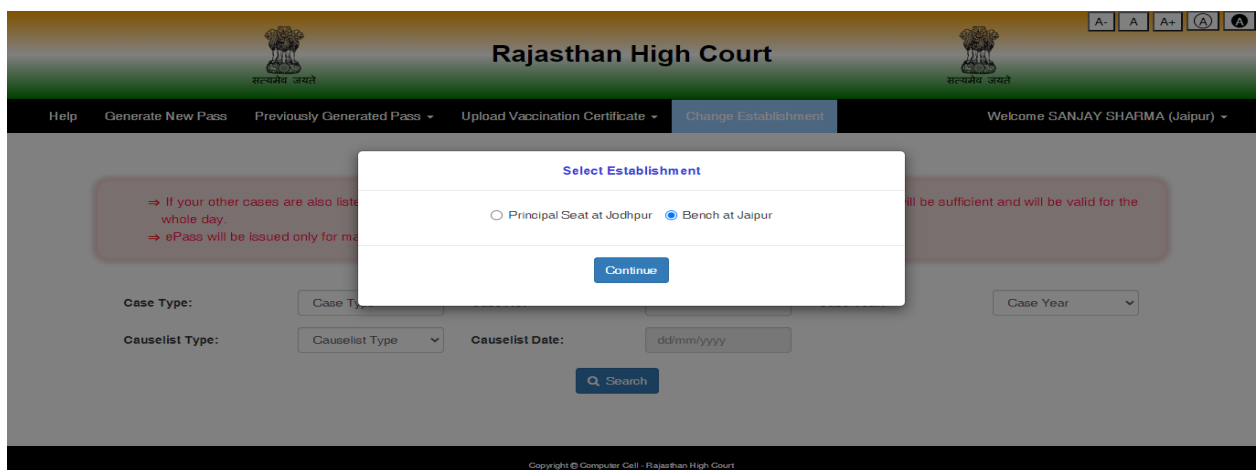 A- A A+ A A
Rajasthan High Court
सत्यमेव जयते सत्यमेव जयते
Help Generate New Pass Previously Generated Pass Upload Vaccination Certificate Change Establishment Welcome SANJAY SHARMA (Jaipur)
Select Establishment
Principal Seat at Jodhpur Bench at Jaipur
Continue
⇒ If your other cases are also liste ill be sufficient and will be valid for the
whole day.
⇒ ePass will be issued only for ma
Case Type: Case Ty Case Year
Causelist Type: Causelist Type Causelist Date: dd/mm/yyyy
Search
Copyright © Computer Cell - Rajasthan High Court